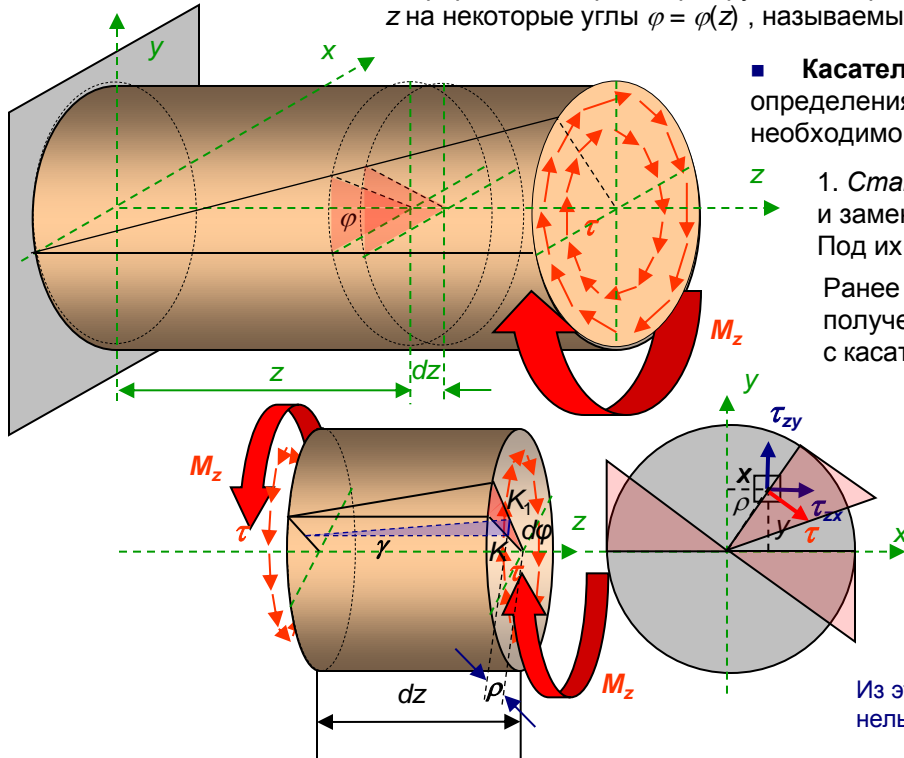 z на некоторые углы φ = φ(z) , называемы
■ Касател
определения
необходимо
1. Ста
и замен
Под их
Ранее
получе
с касат
y
x
z
φ
τ
M_z
z
dz
M_z
τ
K_1
K
dφ
γ
τ
z
M_z
dz
ρ
y
τ_zy
x
ρ
τ_zx
τ
y
x
Из э
нель